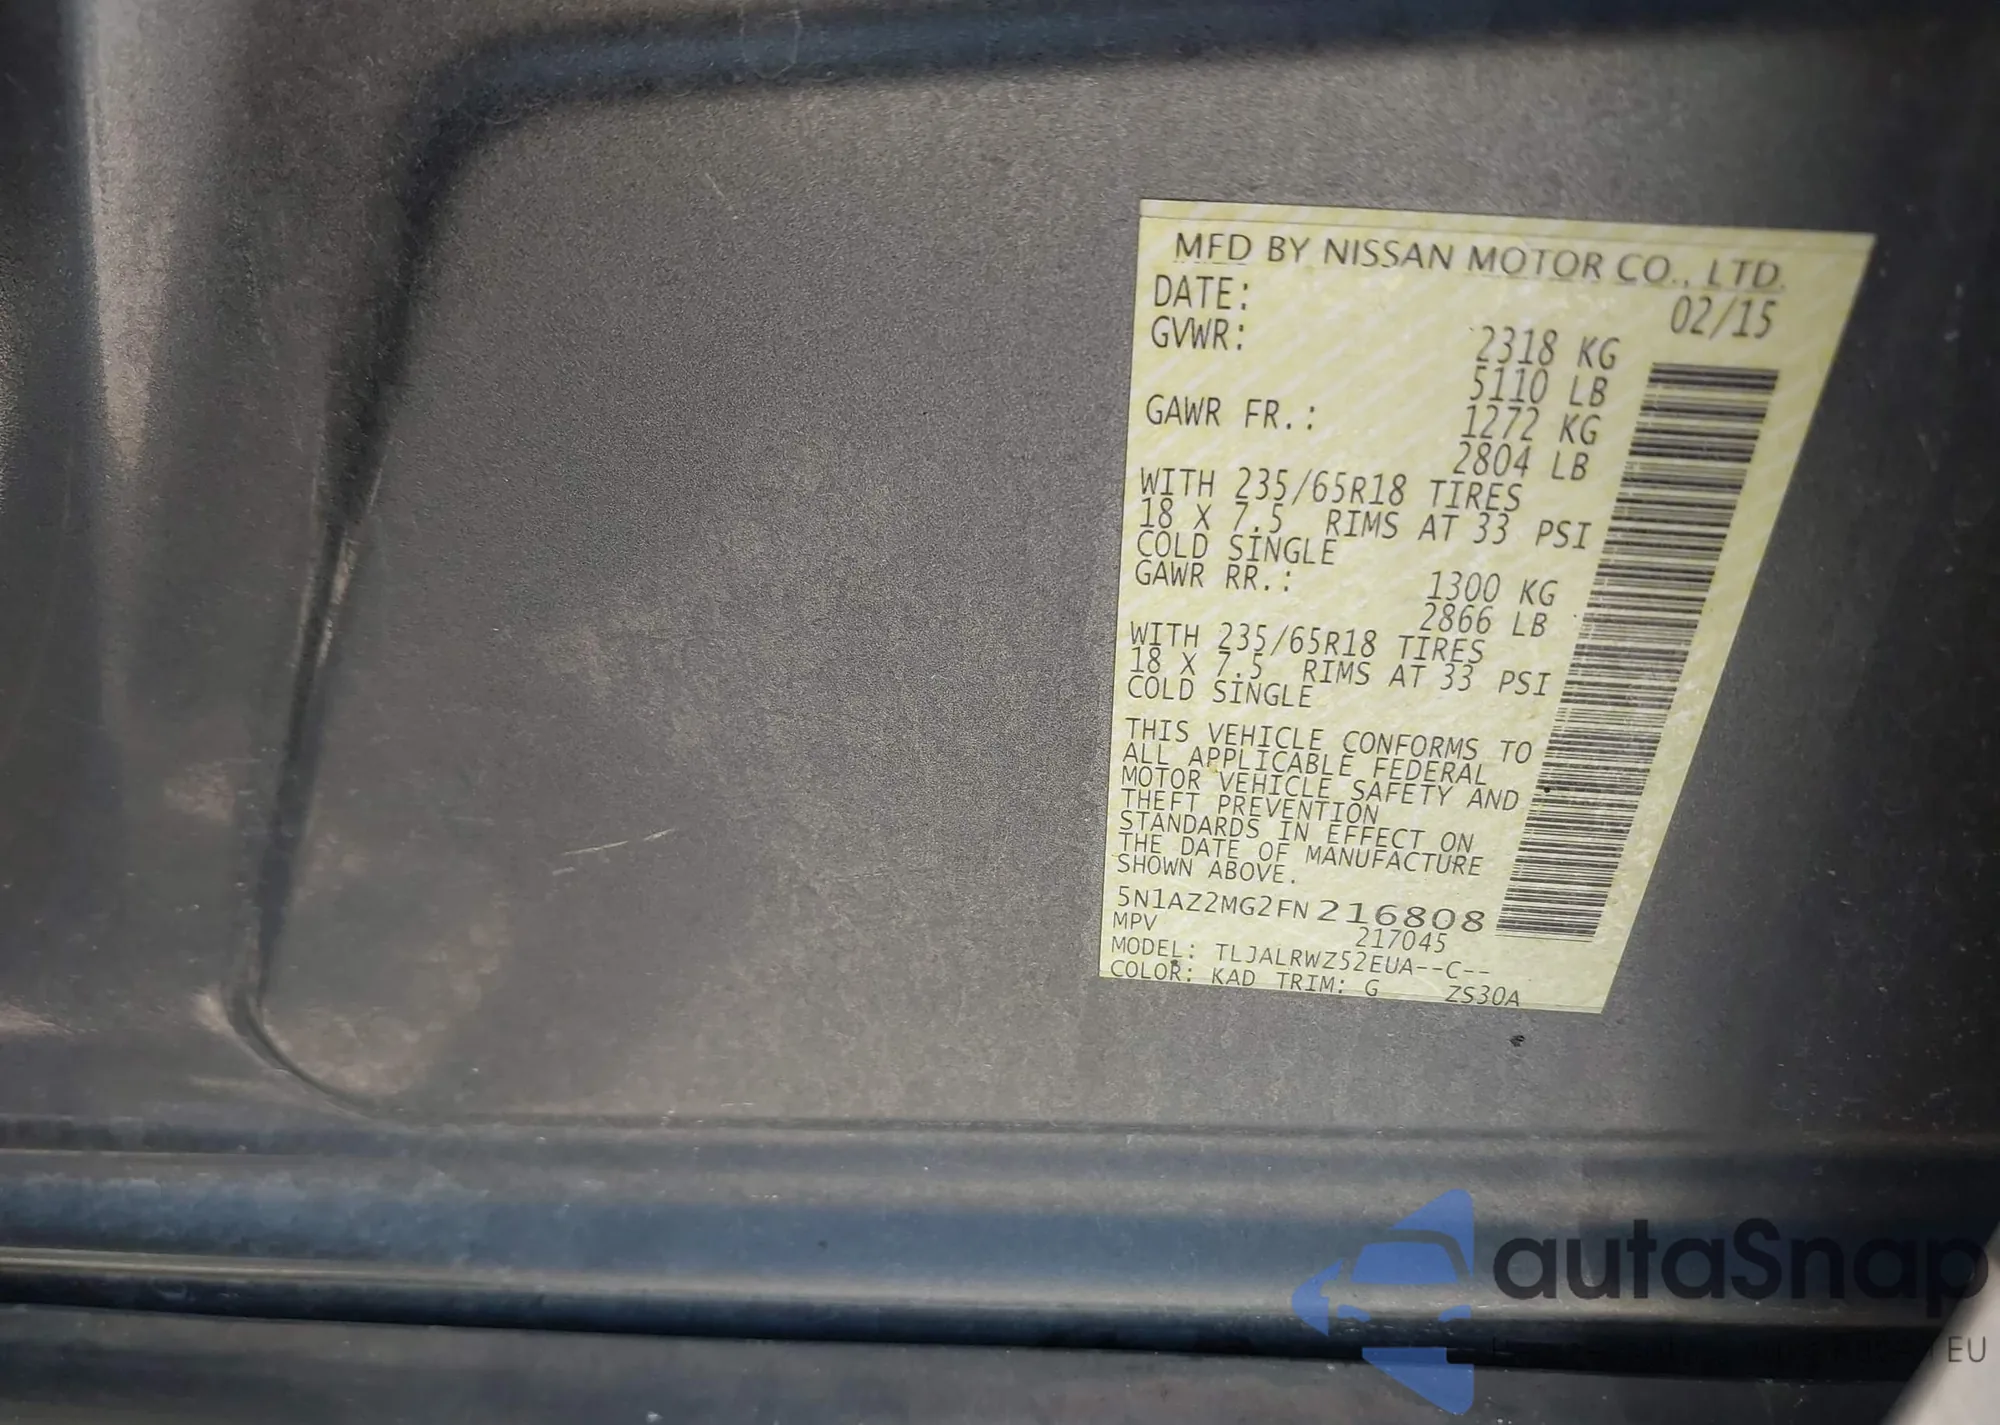 MFD BY NISSAN MOTOR CO., LTD.
DATE: 02/15
GVWR: 2318 KG
5110 LB
GAWR FR.: 1272 KG
2804 LB
WITH 235/65R18 TIRES
18 X 7.5 RIMS AT 33 PSI
COLD SINGLE
GAWR RR.: 1300 KG
2866 LB
WITH 235/65R18 TIRES
18 X 7.5 RIMS AT 33 PSI
COLD SINGLE
THIS VEHICLE CONFORMS TO
ALL APPLICABLE FEDERAL
MOTOR VEHICLE SAFETY AND
THEFT PREVENTION
STANDARDS IN EFFECT ON
THE DATE OF MANUFACTURE
SHOWN ABOVE.
5N1AZ2MG2FN216808
MPV 217045
MODEL: TLJALRWZ52EUA--C--
COLOR: KAD TRIM: G ZS30A
autaSnap
EU